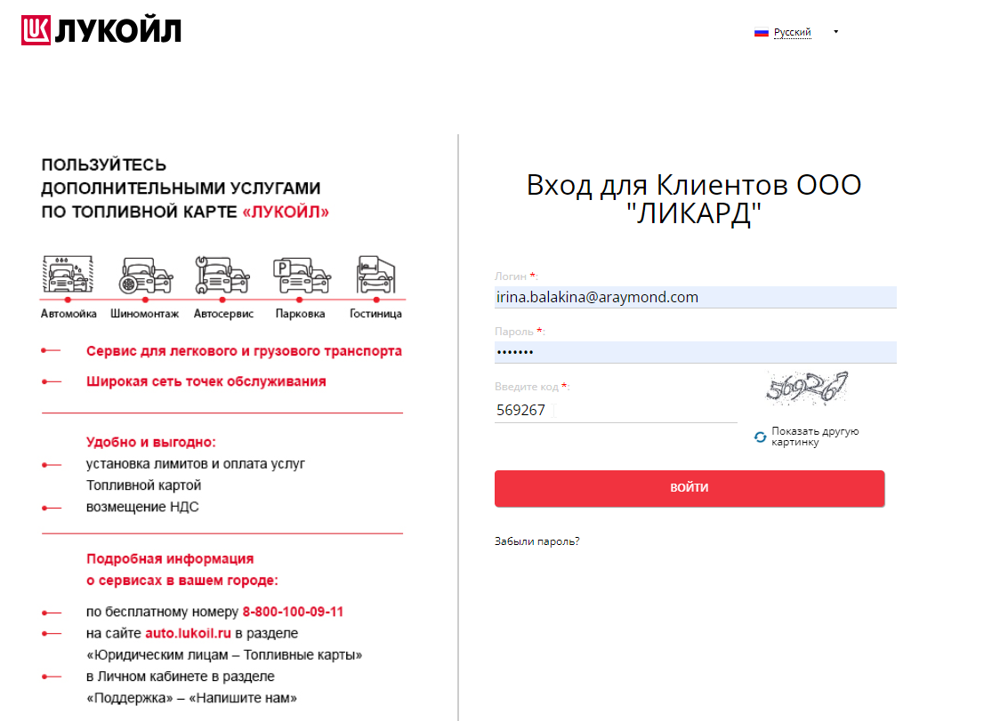 ЛУКОЙЛ
Русский
ПОЛЬЗУЙТЕСЬ
ДОПОЛНИТЕЛЬНЫМИ УСЛУГАМИ
ПО ТОПЛИВНОЙ КАРТЕ «ЛУКОЙЛ»
Автомойка Шиномонтаж Автосервис Парковка Гостиница
Сервис для легкового и грузового транспорта
Широкая сеть точек обслуживания
Удобно и выгодно:
установка лимитов и оплата услуг
Топливной картой
возмещение НДС
Подробная информация
о сервисах в вашем городе:
по бесплатному номеру 8-800-100-09-11
на сайте auto.lukoil.ru в разделе
«Юридическим лицам – Топливные карты»
в Личном кабинете в разделе
«Поддержка» – «Напишите нам»
Вход для Клиентов ООО
"ЛИКАРД"
Логин *:
irina.balakina@araymond.com
Пароль *:
•••••••
Введите код *:
569267
569267
Показать другую
картинку
ВОЙТИ
Забыли пароль?